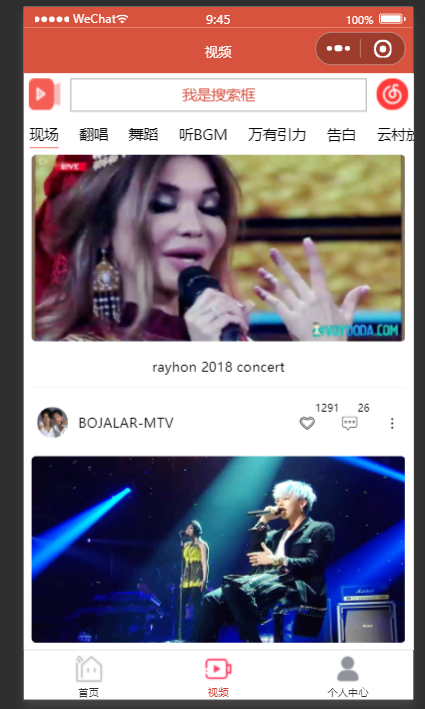 WeChat
9:45
100%
视频
我是搜索框
现场 翻唱 舞蹈 听BGM 万有引力 告白 云村放
LIVE
rayhon 2018 concert
BOJALAR-MTV
1291
26
Marshall
首页
视频
个人中心